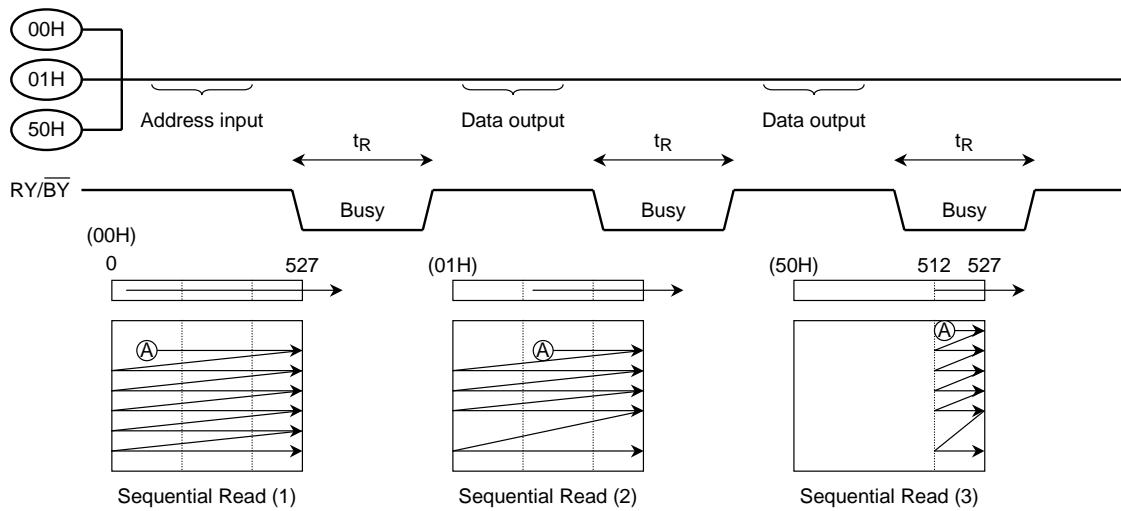 00H
01H
50H
Address input
Data output
Data output
tR
tR
tR
RY/BY
Busy
Busy
Busy
(00H)
0
527
(01H)
(50H)
512
527
A
A
A
Sequential Read (1)
Sequential Read (2)
Sequential Read (3)